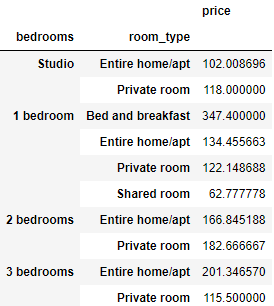 price
bedrooms room_type
Studio Entire home/apt 102.008696
Private room 118.000000
1 bedroom Bed and breakfast 347.400000
Entire home/apt 134.455663
Private room 122.148688
Shared room 62.777778
2 bedrooms Entire home/apt 166.845188
Private room 182.666667
3 bedrooms Entire home/apt 201.346570
Private room 115.500000